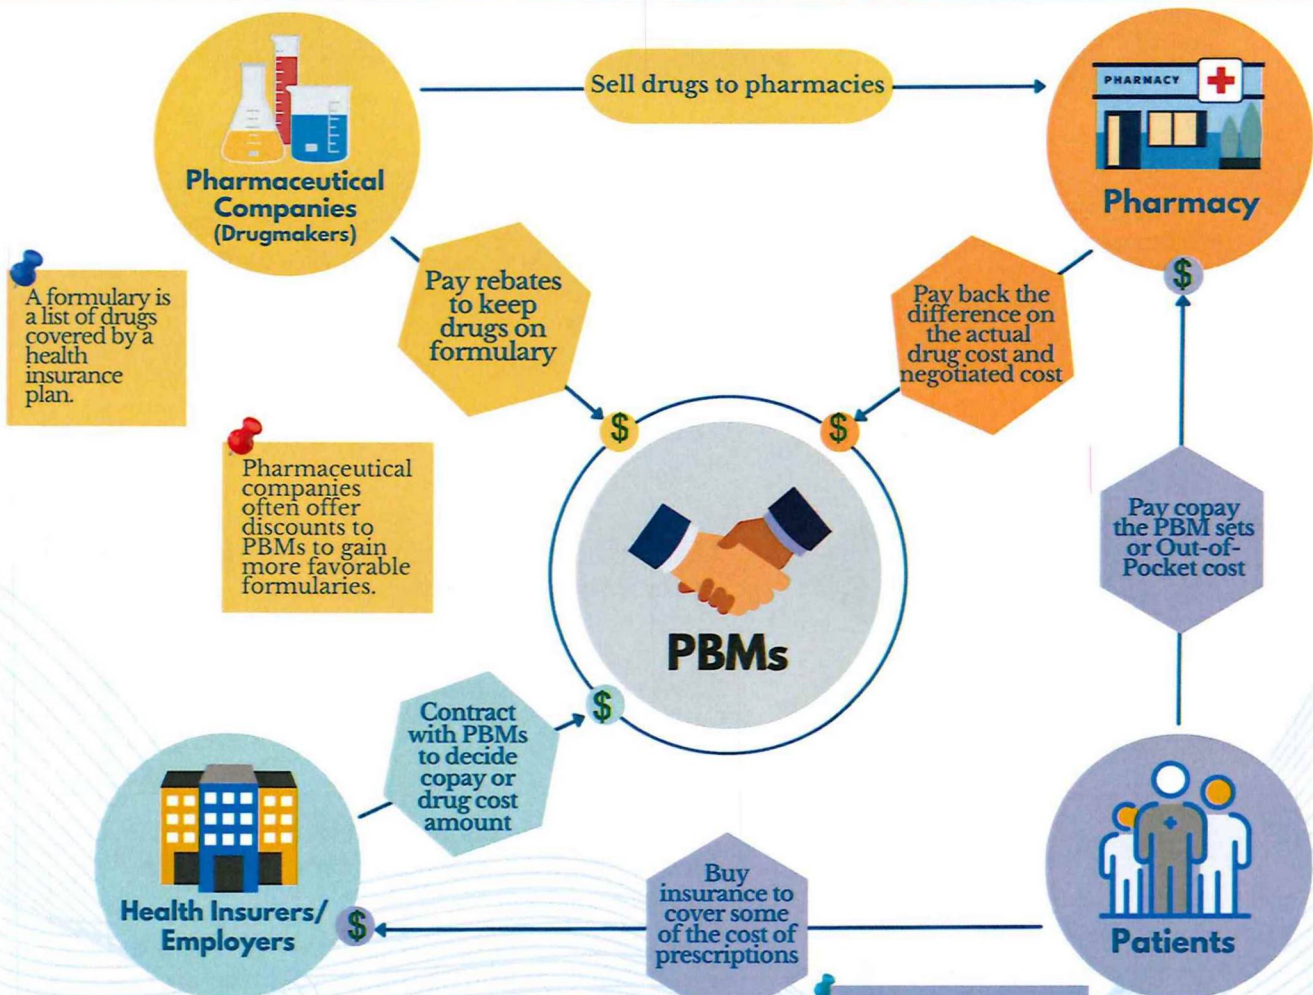 Sell drugs to pharmacies
PHARMACY
Pharmaceutical
Companies
(Drugmakers)
Pharmacy
A formulary is
a list of drugs
covered by a
health
insurance
plan.
Pay rebates
to keep
drugs on
formulary
$
Pay back the
difference on
the actual
drug cost and
negotiated cost
$
$
Pharmaceutical
companies
often offer
discounts to
PBMs to gain
more favorable
formularies.
PBMs
Pay copay
the PBM sets
or Out-of-
Pocket cost
Contract
with PBMs
to decide
copay or
drug cost
amount
$
Health Insurers/
Employers
$
Buy
insurance to
cover some
of the cost of
prescriptions
Patients